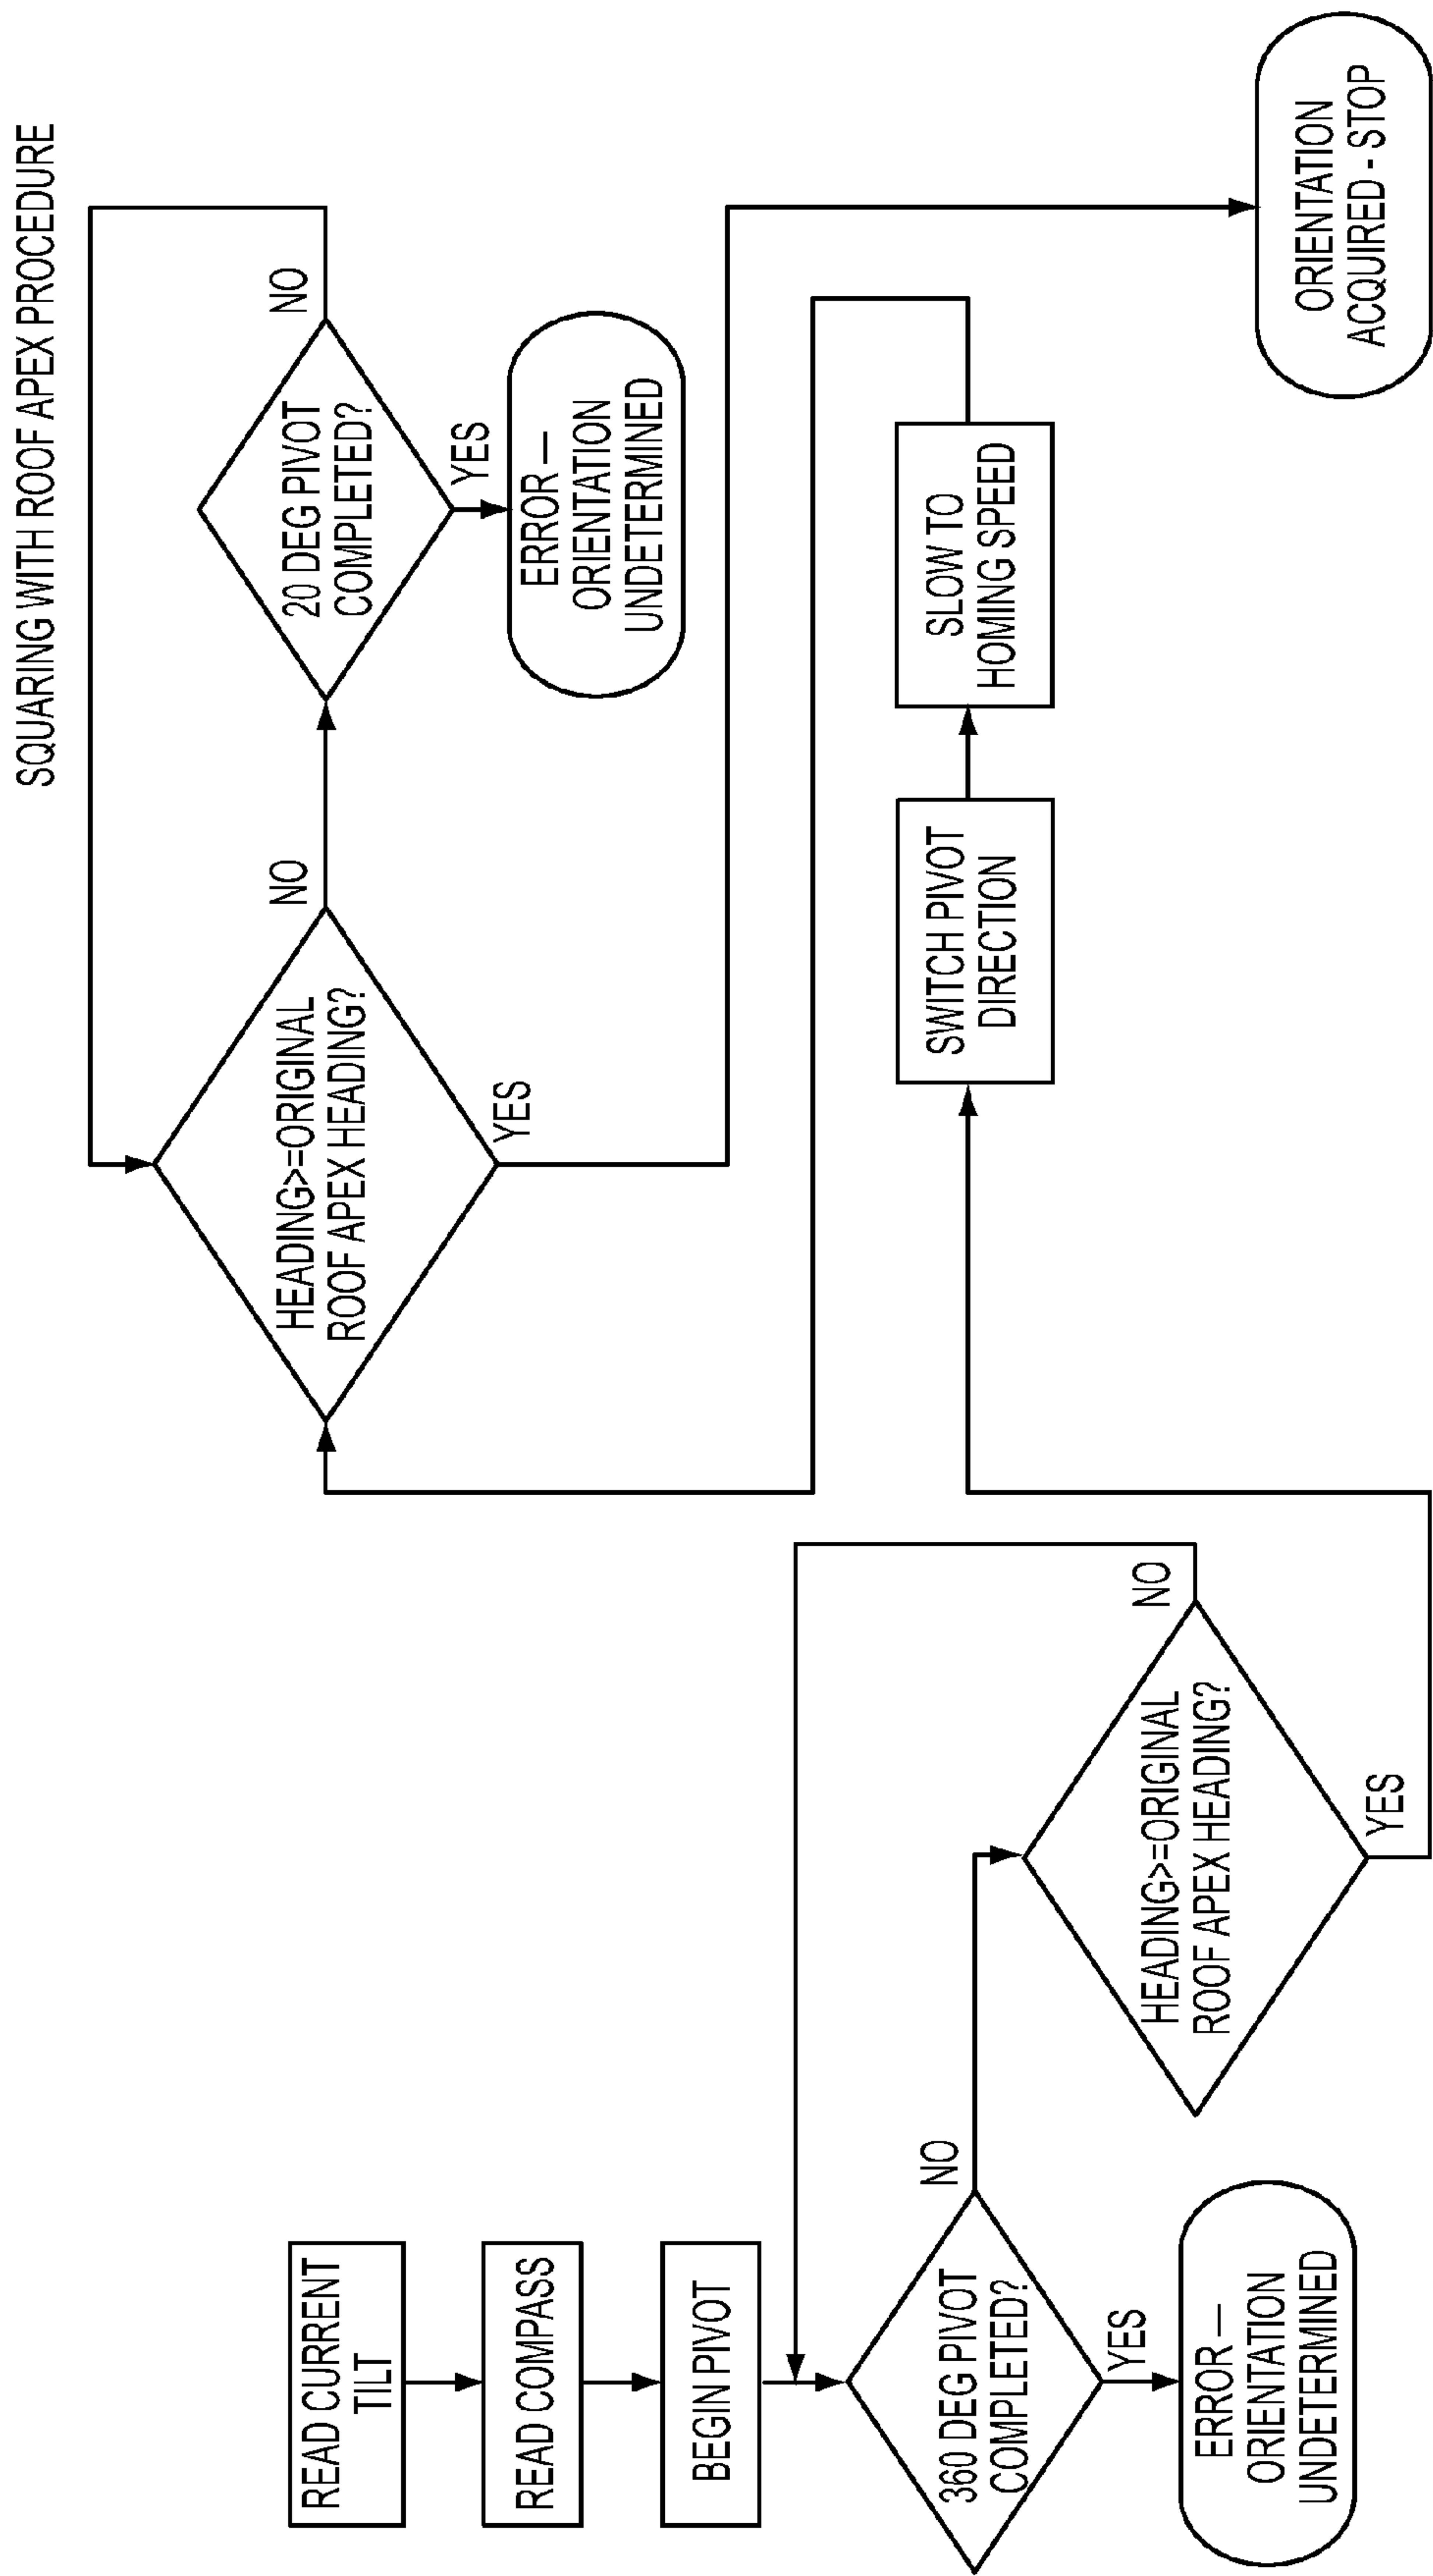 SQUARING WITH ROOF APEX PROCEDURE
READ CURRENT
TILT
READ COMPASS
BEGIN PIVOT
360 DEG PIVOT
COMPLETED?
NO
YES
ERROR—
ORIENTATION
UNDETERMINED
HEADING>=ORIGINAL
ROOF APEX HEADING?
NO
YES
SWITCH PIVOT
DIRECTION
SLOW TO
HOMING SPEED
HEADING>=ORIGINAL
ROOF APEX HEADING?
NO
YES
20 DEG PIVOT
COMPLETED?
NO
YES
ERROR—
ORIENTATION
UNDETERMINED
ORIENTATION
ACQUIRED - STOP